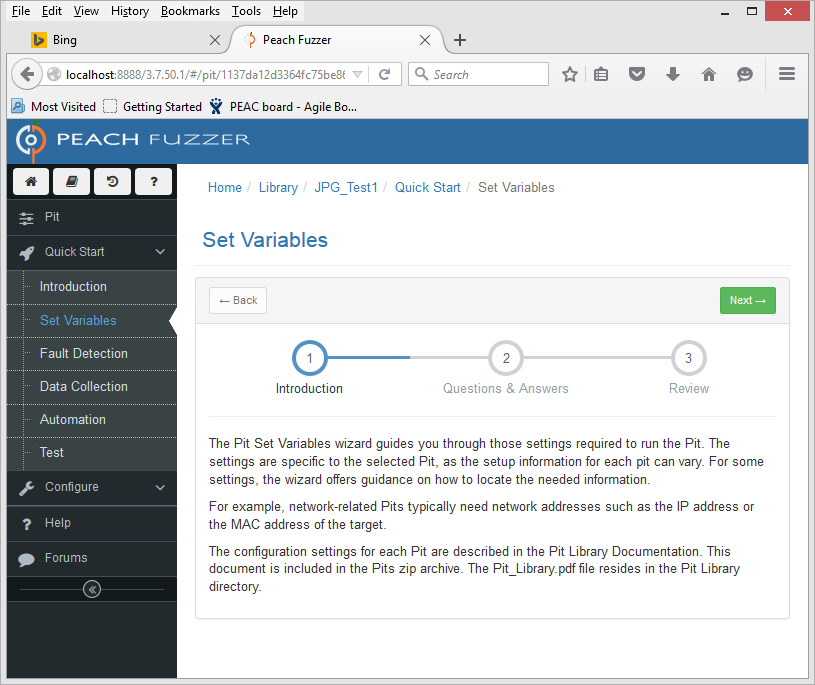 File Edit View History Bookmarks Tools Help
Bing
Peach Fuzzer
localhost:8888/3.7.50.1/#/pit/1137da12d3364fc75be86
Search
Most Visited
Getting Started
PEAC board - Agile Bo...
PEACH FUZZER
?
Home / Library / JPG_Test1 / Quick Start / Set Variables
Pit
Quick Start
Introduction
Set Variables
Fault Detection
Data Collection
Automation
Test
Configure
? Help
Forums
Set Variables
← Back
Next →
1
2
3
Introduction
Questions & Answers
Review
The Pit Set Variables wizard guides you through those settings required to run the Pit. The
settings are specific to the selected Pit, as the setup information for each pit can vary. For some
settings, the wizard offers guidance on how to locate the needed information.
For example, network-related Pits typically need network addresses such as the IP address or
the MAC address of the target.
The configuration settings for each Pit are described in the Pit Library Documentation. This
document is included in the Pits zip archive. The Pit_Library.pdf file resides in the Pit Library
directory.